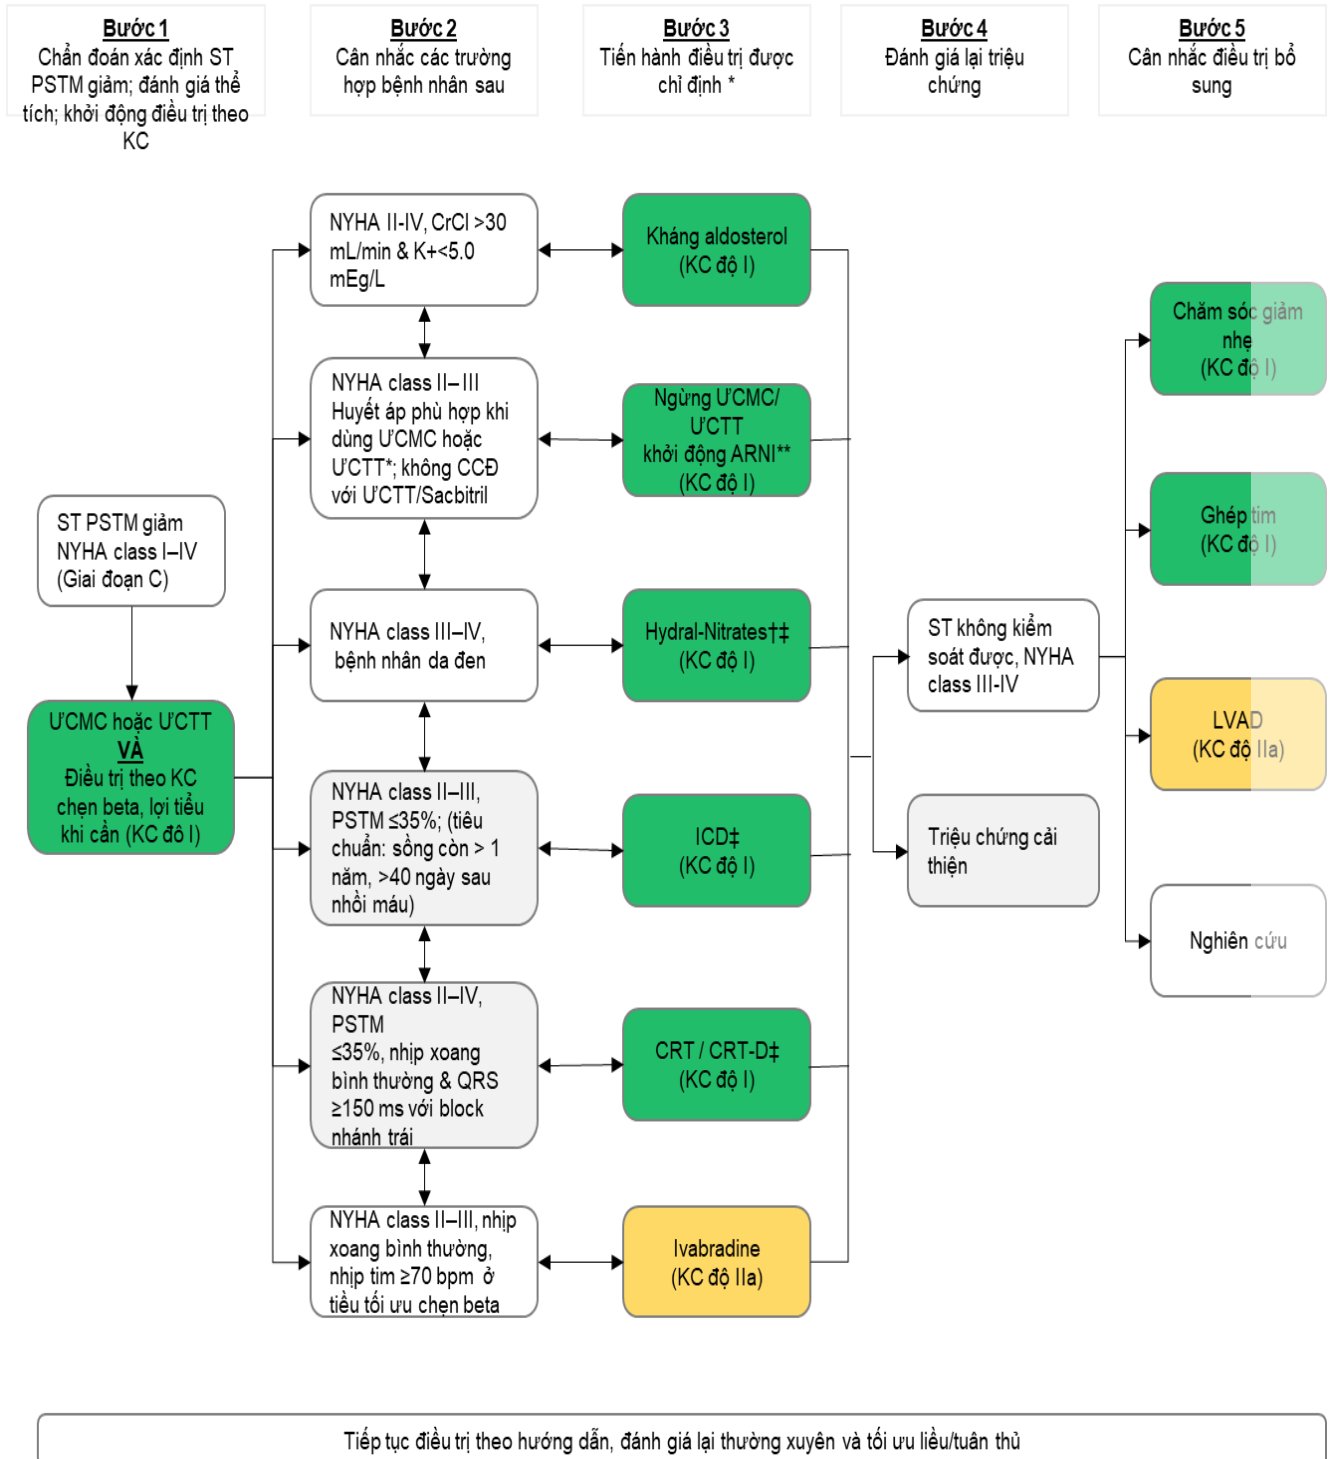 Bước 1
Chẩn đoán xác định ST
PSTM giảm; đánh giá thể
tích; khởi động điều trị theo
KC
Bước 2
Cân nhắc các trường
hợp bệnh nhân sau
Bước 3
Tiến hành điều trị được
chỉ định *
Bước 4
Đánh giá lại triệu
chứng
Bước 5
Cân nhắc điều trị bổ
sung
ST PSTM giảm
NYHA class I–IV
(Giai đoạn C)
ƯCMC hoặc ƯCTT
VÀ
Điều trị theo KC
chẹn beta, lợi tiểu
khi cần (KC đô I)
NYHA II-IV, CrCl >30
mL/min & K+<5.0
mEg/L
Kháng aldosterol
(KC độ I)
NYHA class II–III
Huyết áp phù hợp khi
dùng ƯCMC hoặc
ƯCTT*; không CCĐ
với ƯCTT/Sacbitril
Ngừng ƯCMC/
ƯCTT
khởi động ARNI**
(KC độ I)
NYHA class III–IV,
bệnh nhân da đen
Hydral-Nitrates†‡
(KC độ I)
NYHA class II–III,
PSTM ≤35%; (tiêu
chuẩn: sồng còn > 1
năm, >40 ngày sau
nhồi máu)
ICD‡
(KC độ I)
NYHA class II–IV,
PSTM
≤35%, nhịp xoang
bình thường & QRS
≥150 ms với block
nhánh trái
CRT / CRT-D‡
(KC độ I)
NYHA class II–III, nhịp
xoang bình thường,
nhịp tim ≥70 bpm ở
tiều tối ưu chẹn beta
Ivabradine
(KC độ IIa)
ST không kiểm
soát được, NYHA
class III-IV
Triệu chứng cải
thiện
Chăm sóc giảm
nhẹ
(KC độ I)
Ghép tim
(KC độ I)
LVAD
(KC độ IIa)
Nghiên cứu
Tiếp tục điều trị theo hướng dẫn, đánh giá lại thường xuyên và tối ưu liều/tuân thủ